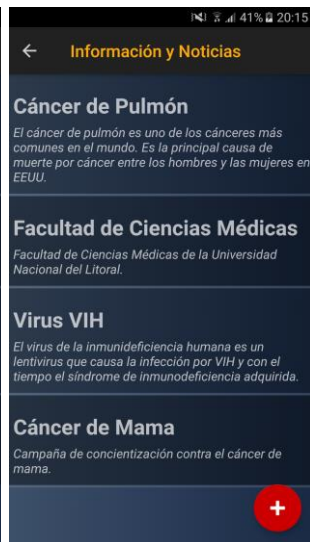 41% 20:15
Información y Noticias
Cáncer de Pulmón
El cáncer de pulmón es uno de los cánceres más
comunes en el mundo. Es la principal causa de
muerte por cáncer entre los hombres y las mujeres en
EEUU.
Facultad de Ciencias Médicas
Facultad de Ciencias Médicas de la Universidad
Nacional del Litoral.
Virus VIH
El virus de la inmunideficiencia humana es un
lentivirus que causa la infección por VIH y con el
tiempo el síndrome de inmunodeficiencia adquirida.
Cáncer de Mama
Campaña de concientización contra el cáncer de
mama.
+